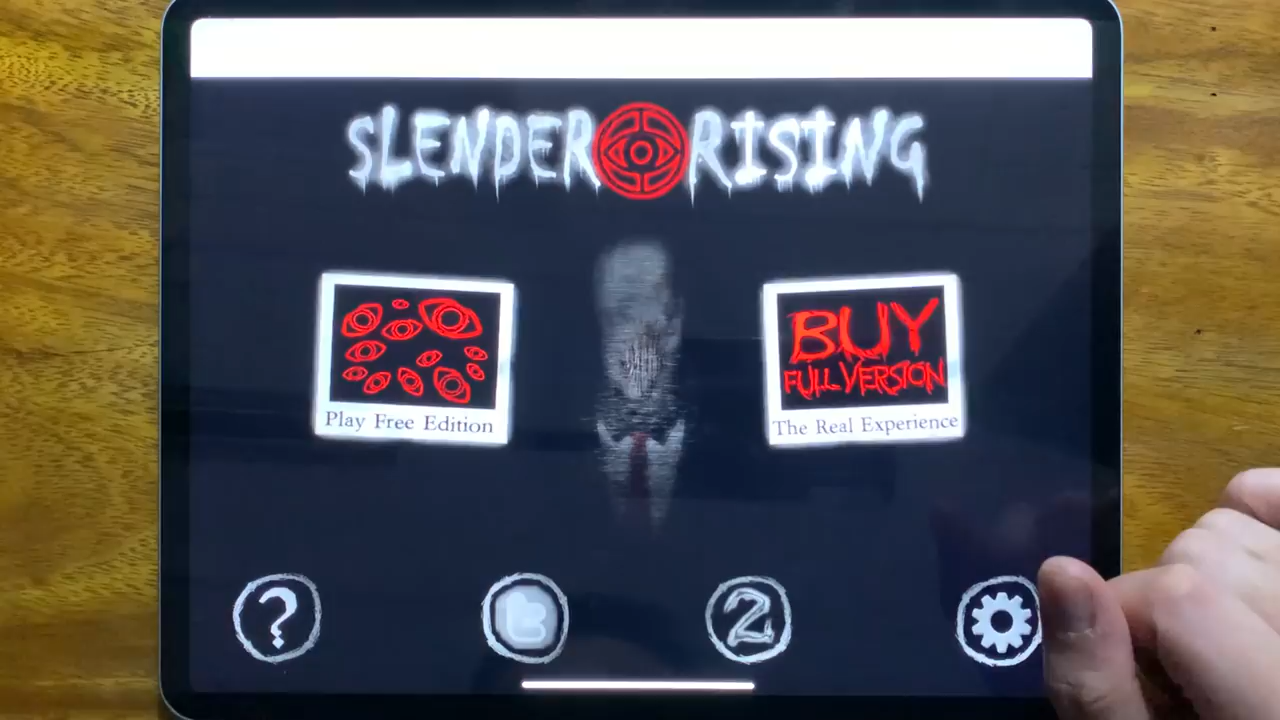 SLENDER RISING
BUY
FULL VERSION
Play Free Edition
The Real Experience
?
t
2